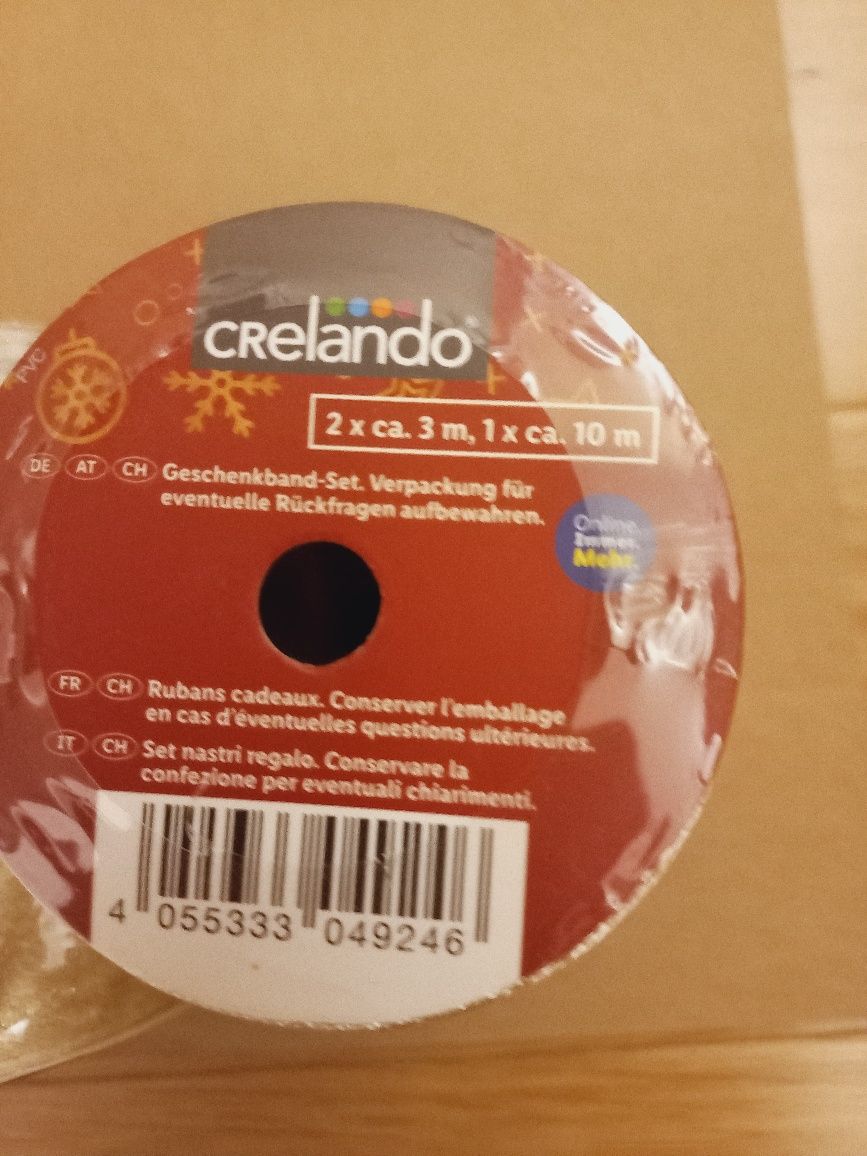 crelando
PVC
2 x ca. 3 m, 1 x ca. 10 m
DE AT CH Geschenkband-Set. Verpackung für
eventuelle Rückfragen aufbewahren.
Online.
Immer.
Mehr.
FR CH Rubans cadeaux. Conserver l'emballage
en cas d'éventuelles questions ultérieures.
IT CH Set nastri regalo. Conservare la
confezione per eventuali chiarimenti.
4 055333 049246